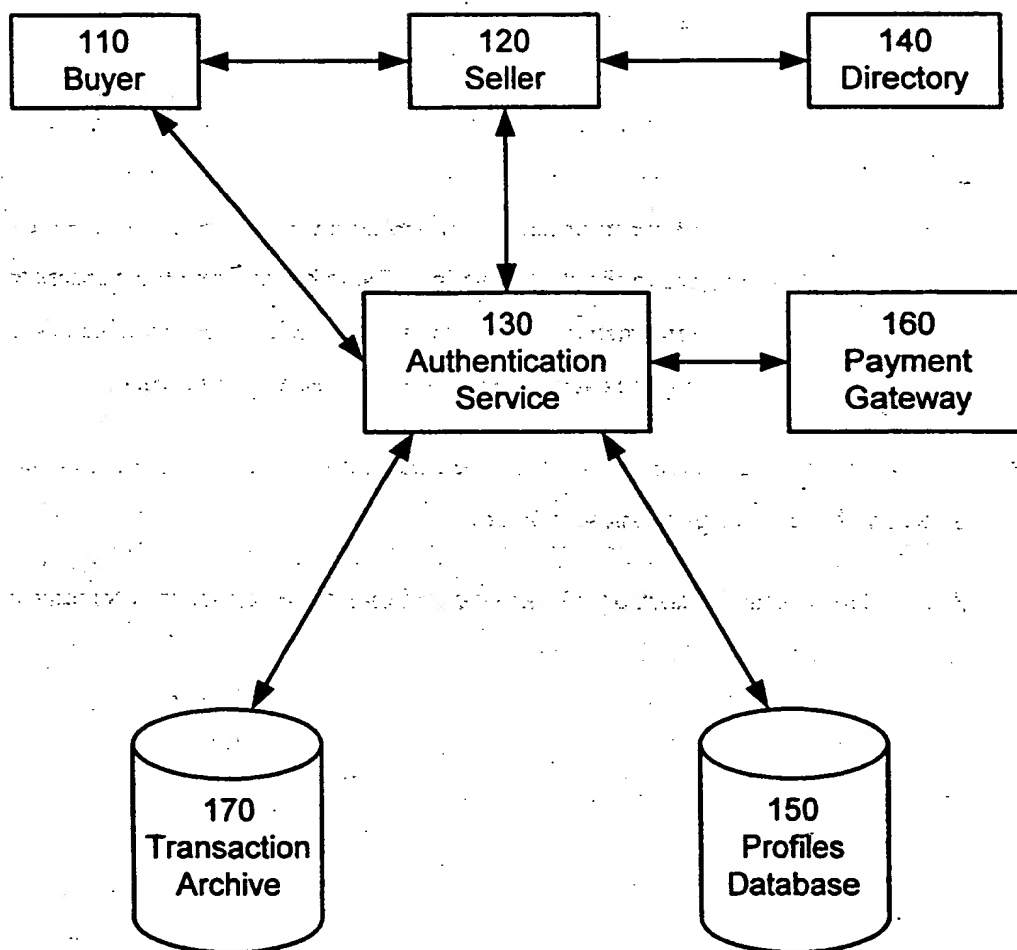 110
Buyer
120
Seller
140
Directory
130
Authentication
Service
160
Payment
Gateway
170
Transaction
Archive
150
Profiles
Database